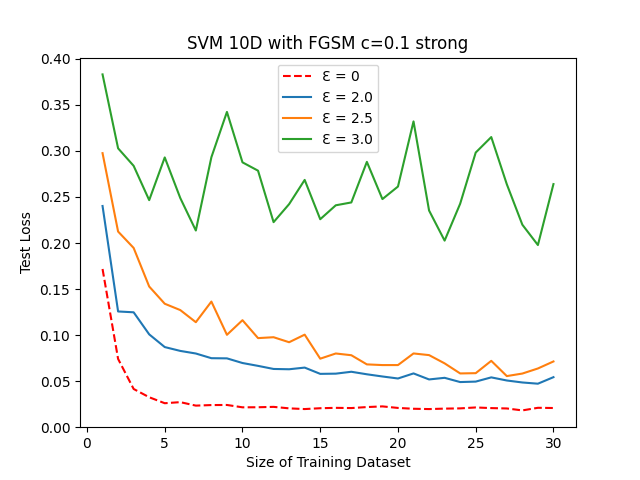 SVM 10D with FGSM c=0.1 strong
Ɛ = 0
Ɛ = 2.0
Ɛ = 2.5
Ɛ = 3.0
0.40
0.35
0.30
0.25
0.20
0.15
0.10
0.05
0.00
Test Loss
0 5 10 15 20 25 30
Size of Training Dataset